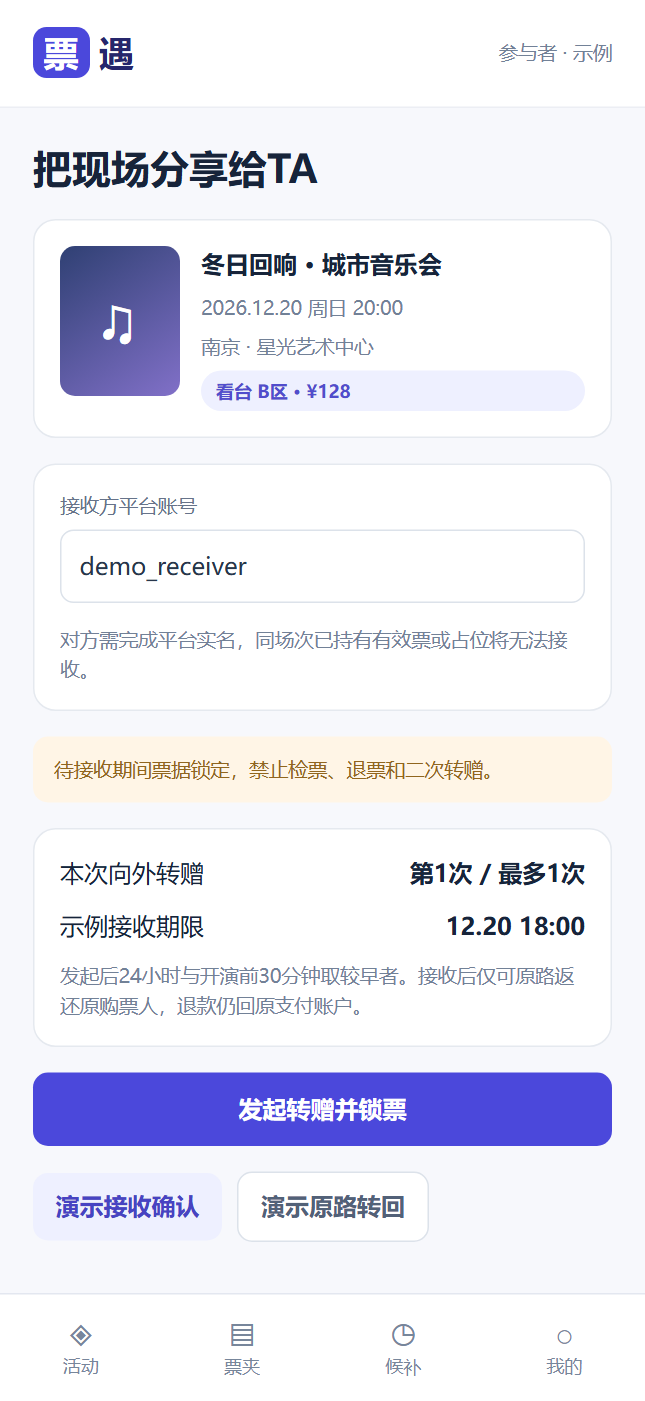 票 遇
参与者 · 示例
把现场分享给TA
冬日回响 · 城市音乐会
2026.12.20 周日 20:00
南京 · 星光艺术中心
看台 B区 · ¥128
接收方平台账号
demo_receiver
对方需完成平台实名，同场次已持有有效票或占位将无法接
收。
待接收期间票据锁定，禁止检票、退票和二次转赠。
本次向外转赠 第1次 / 最多1次
示例接收期限 12.20 18:00
发起后24小时与开演前30分钟取较早者。接收后仅可原路返
还原购票人，退款仍回原支付账户。
发起转赠并锁票
演示接收确认
演示原路转回
活动
票夹
候补
我的